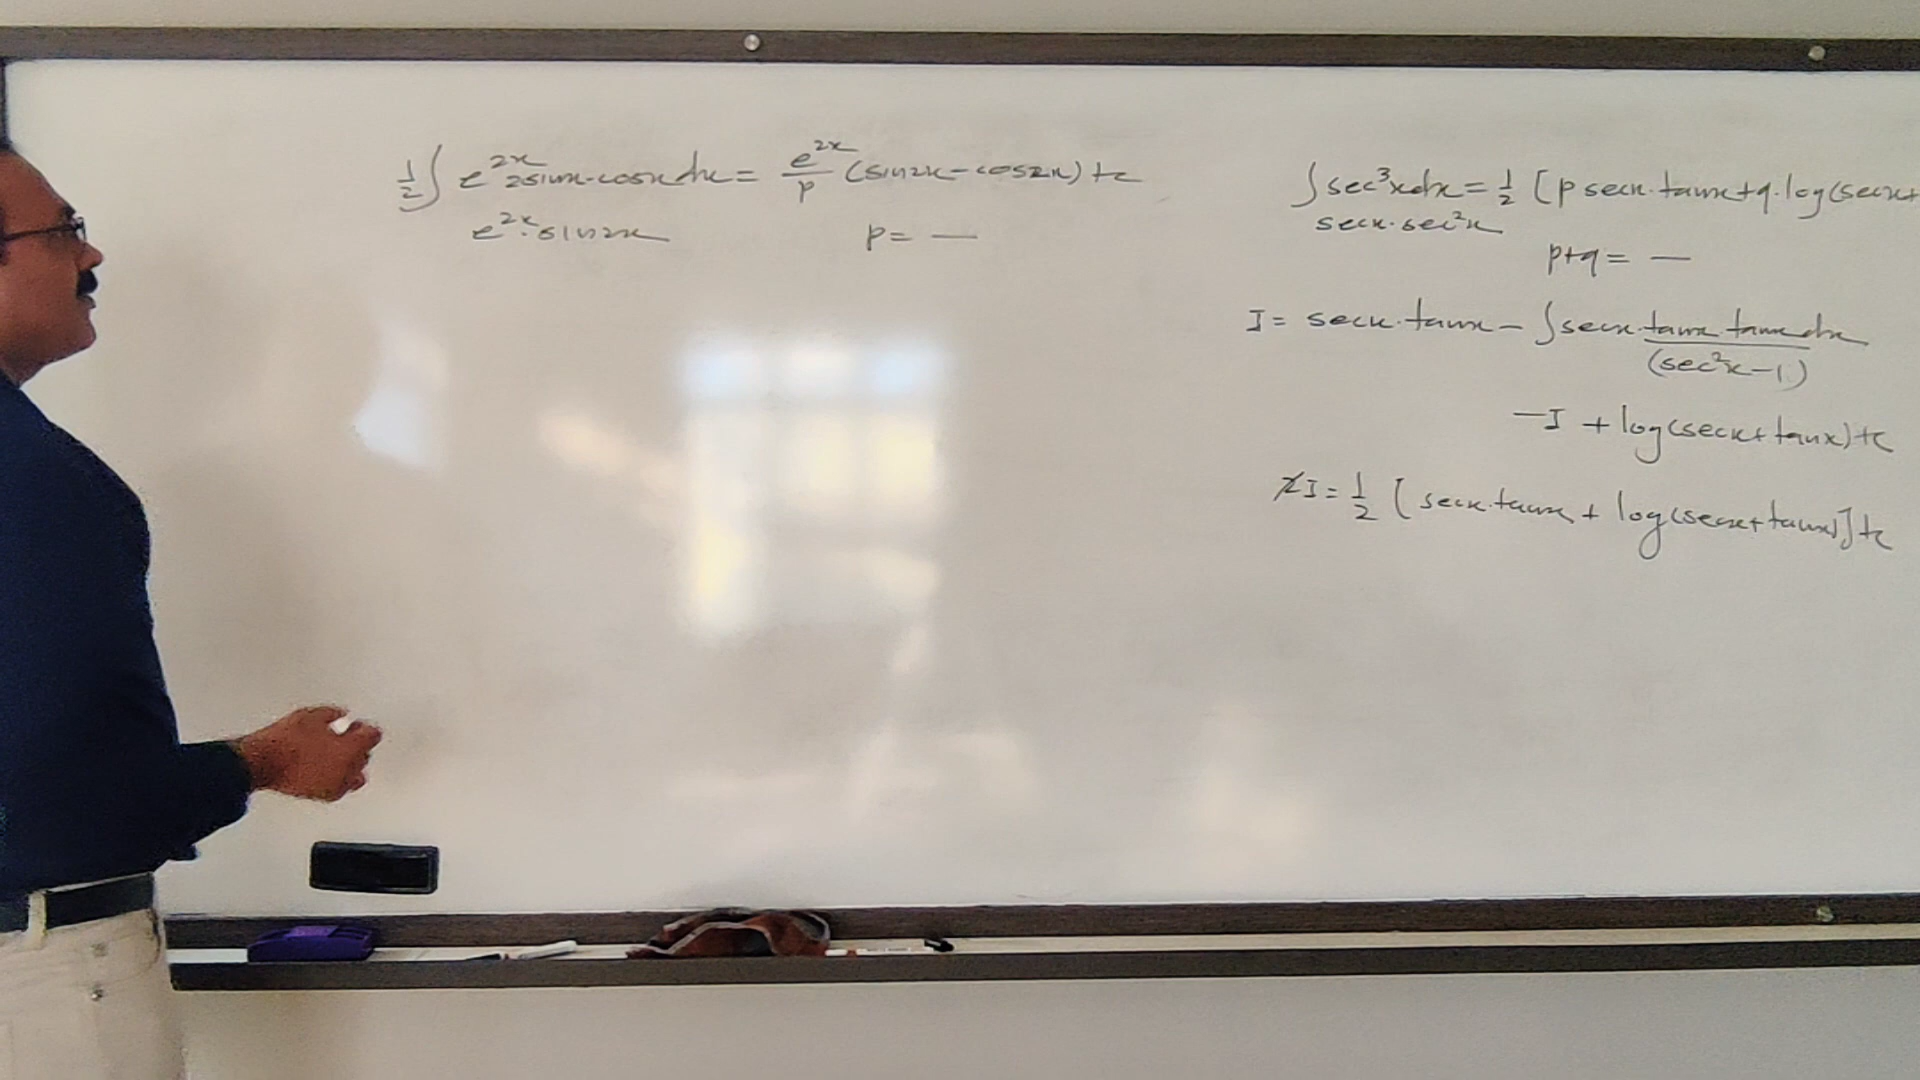 ½∫e^{2x} 2sinx·cosx dx = e^{2x}/p (sin2x-cos2x)+c
e^{2x}·sin2x
p= —
∫sec³x dx = ½ [p secx·tanx+q·log(secx+
secx·sec²x
p+q= —
I= secx·tanx - ∫secx·tanx·tanx dx
(sec²x-1)
-I + log(secx+tanx)+c
2I = ½ [secx·tanx + log(secx+tanx)]+c